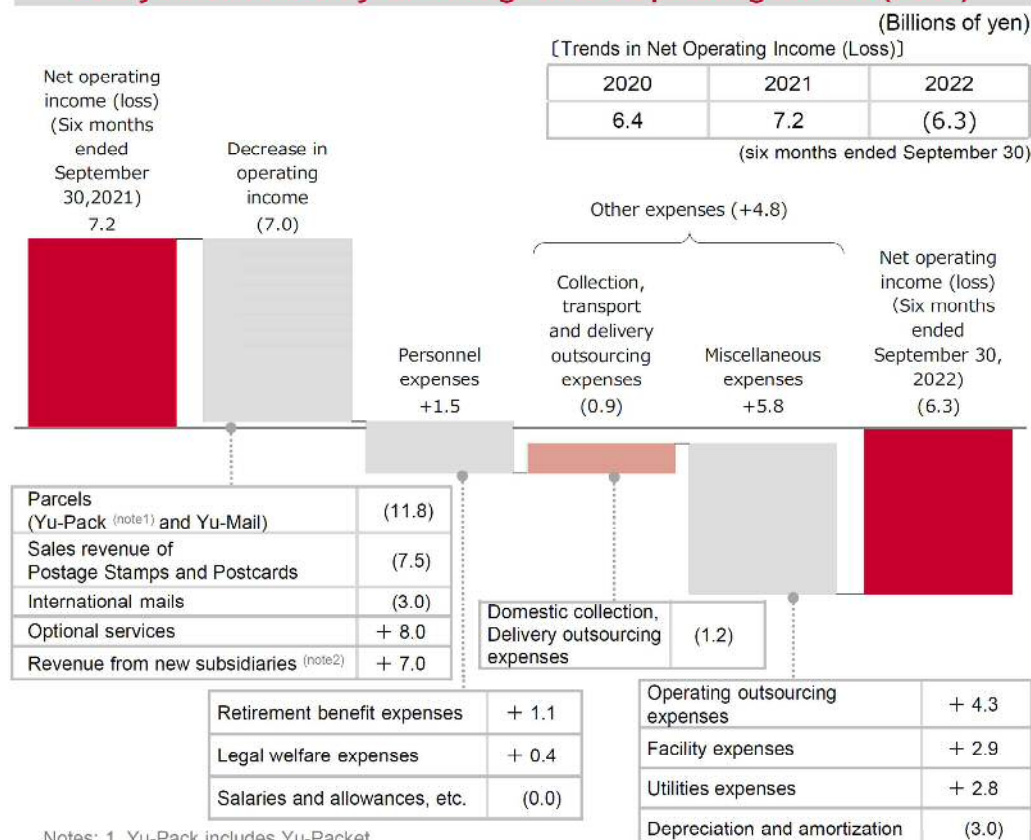 (Billions of yen)
〔Trends in Net Operating Income (Loss)〕
2020 2021 2022
6.4 7.2 (6.3)
(six months ended September 30)
Net operating
income (loss)
(Six months
ended
September
30,2021)
7.2
Decrease in
operating
income
(7.0)
Personnel
expenses
+1.5
Other expenses (+4.8)
Collection,
transport
and delivery
outsourcing
expenses
(0.9)
Miscellaneous
expenses
+5.8
Net operating
income (loss)
(Six months
ended
September 30,
2022)
(6.3)
Parcels
(Yu-Pack (note1) and Yu-Mail) (11.8)
Sales revenue of
Postage Stamps and Postcards (7.5)
International mails (3.0)
Optional services + 8.0
Revenue from new subsidiaries (note2) + 7.0
Retirement benefit expenses + 1.1
Legal welfare expenses + 0.4
Salaries and allowances, etc. (0.0)
Domestic collection,
Delivery outsourcing
expenses (1.2)
Operating outsourcing
expenses + 4.3
Facility expenses + 2.9
Utilities expenses + 2.8
Depreciation and amortization (3.0)
Notes: 1. Yu-Pack includes Yu-Packet